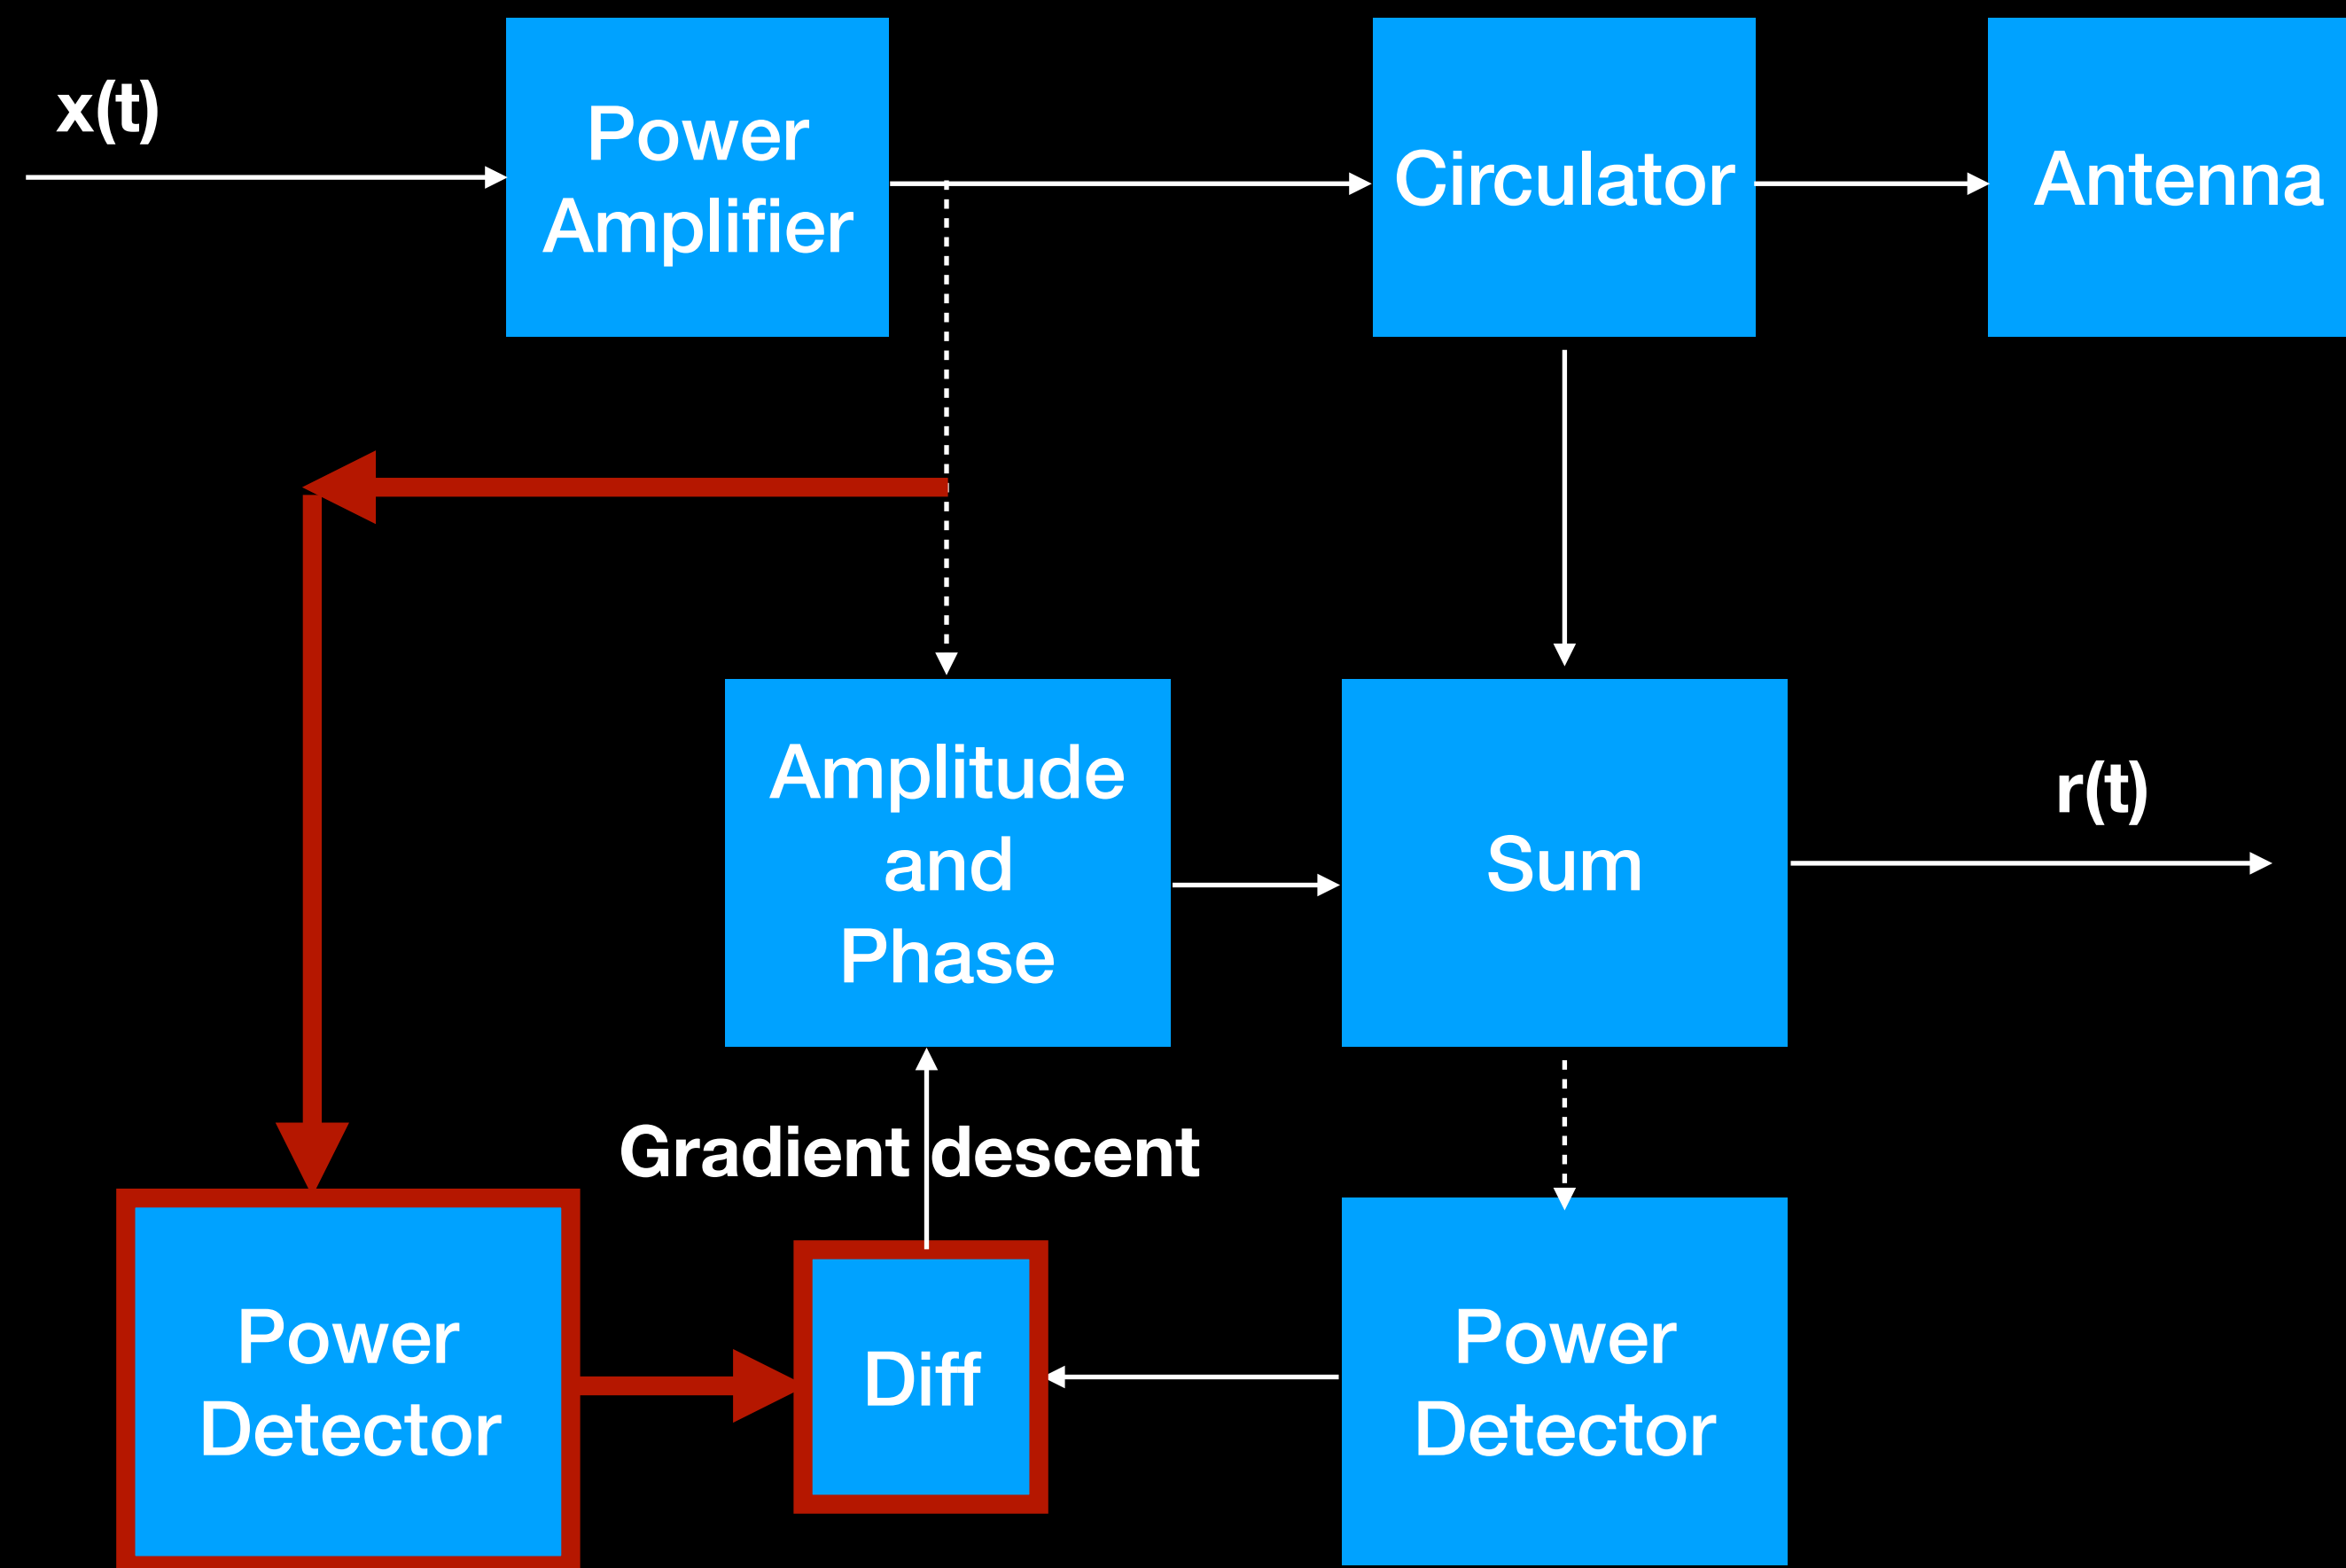 x(t)
Power
Amplifier
Circulator
Antenna
Amplitude
and
Phase
Sum
r(t)
Gradient descent
Power
Detector
Diff
Power
Detector